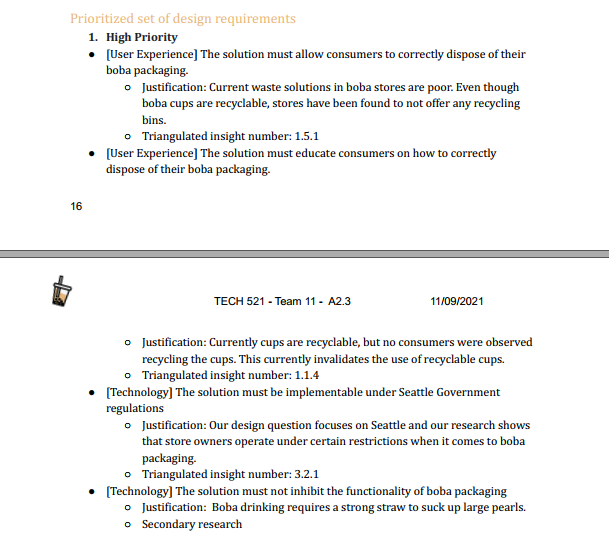 Prioritized set of design requirements
1. High Priority
● [User Experience] The solution must allow consumers to correctly dispose of their
boba packaging.
○ Justification: Current waste solutions in boba stores are poor. Even though
boba cups are recyclable, stores have been found to not offer any recycling
bins.
○ Triangulated insight number: 1.5.1
● [User Experience] The solution must educate consumers on how to correctly
dispose of their boba packaging.
16
TECH 521 - Team 11 - A2.3 11/09/2021
○ Justification: Currently cups are recyclable, but no consumers were observed
recycling the cups. This currently invalidates the use of recyclable cups.
○ Triangulated insight number: 1.1.4
● [Technology] The solution must be implementable under Seattle Government
regulations
○ Justification: Our design question focuses on Seattle and our research shows
that store owners operate under certain restrictions when it comes to boba
packaging.
○ Triangulated insight number: 3.2.1
● [Technology] The solution must not inhibit the functionality of boba packaging
○ Justification: Boba drinking requires a strong straw to suck up large pearls.
○ Secondary research